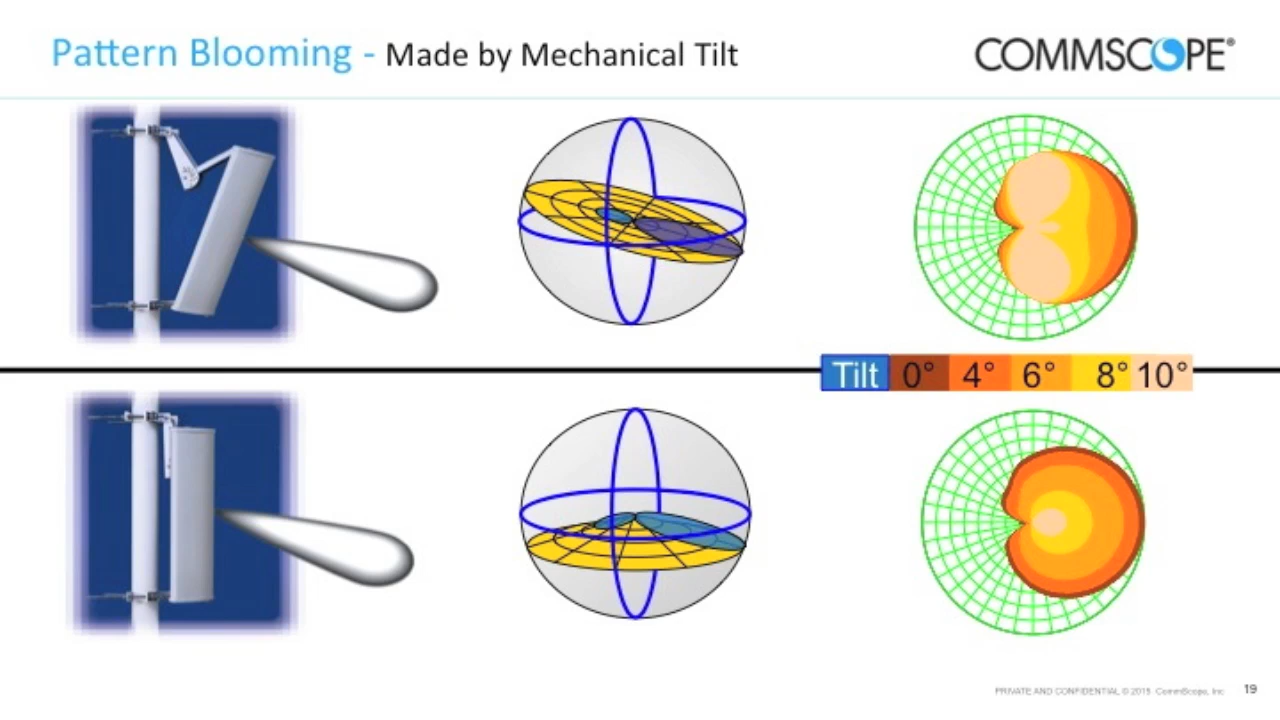 Pattern Blooming - Made by Mechanical Tilt
COMMSCOPE®
Tilt 0° 4° 6° 8° 10°
PRIVATE AND CONFIDENTIAL © 2015 CommScope, Inc
19